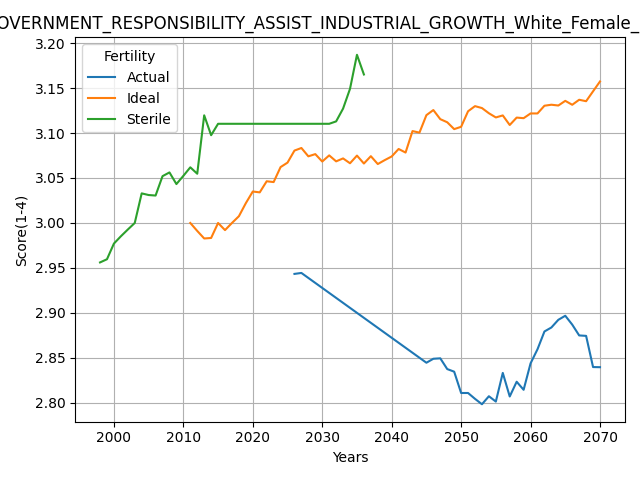 OVERNMENT_RESPONSIBILITY_ASSIST_INDUSTRIAL_GROWTH_White_Female_
Fertility
Actual
Ideal
Sterile
Score(1-4)
3.20
3.15
3.10
3.05
3.00
2.95
2.90
2.85
2.80
2000 2010 2020 2030 2040 2050 2060 2070
Years